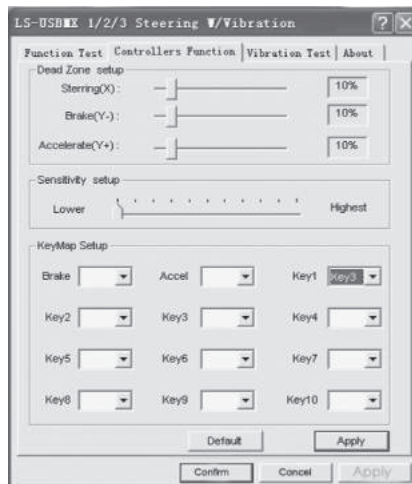 LS-USBMX 1/2/3 Steering W/Vibration
Function Test Controllers Function Vibration Test About
Dead Zone setup
Sterring(X): 10%
Brake(Y-): 10%
Accelerate(Y+): 10%
Sensitivity setup
Lower Highest
KeyMap Setup
Brake Accel Key1 Key3
Key2 Key3 Key4
Key5 Key6 Key7
Key8 Key9 Key10
Default Apply
Confirm Concel Apply